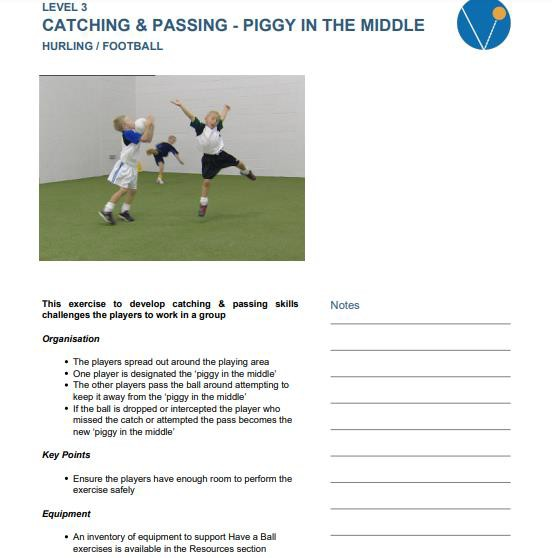 LEVEL 3
CATCHING & PASSING - PIGGY IN THE MIDDLE
HURLING / FOOTBALL
This exercise to develop catching & passing skills
challenges the players to work in a group
Organisation
• The players spread out around the playing area
• One player is designated the ‘piggy in the middle’
• The other players pass the ball around attempting to
keep it away from the ‘piggy in the middle’
• If the ball is dropped or intercepted the player who
missed the catch or attempted the pass becomes the
new ‘piggy in the middle’
Key Points
• Ensure the players have enough room to perform the
exercise safely
Equipment
• An inventory of equipment to support Have a Ball
exercises is available in the Resources section
Notes